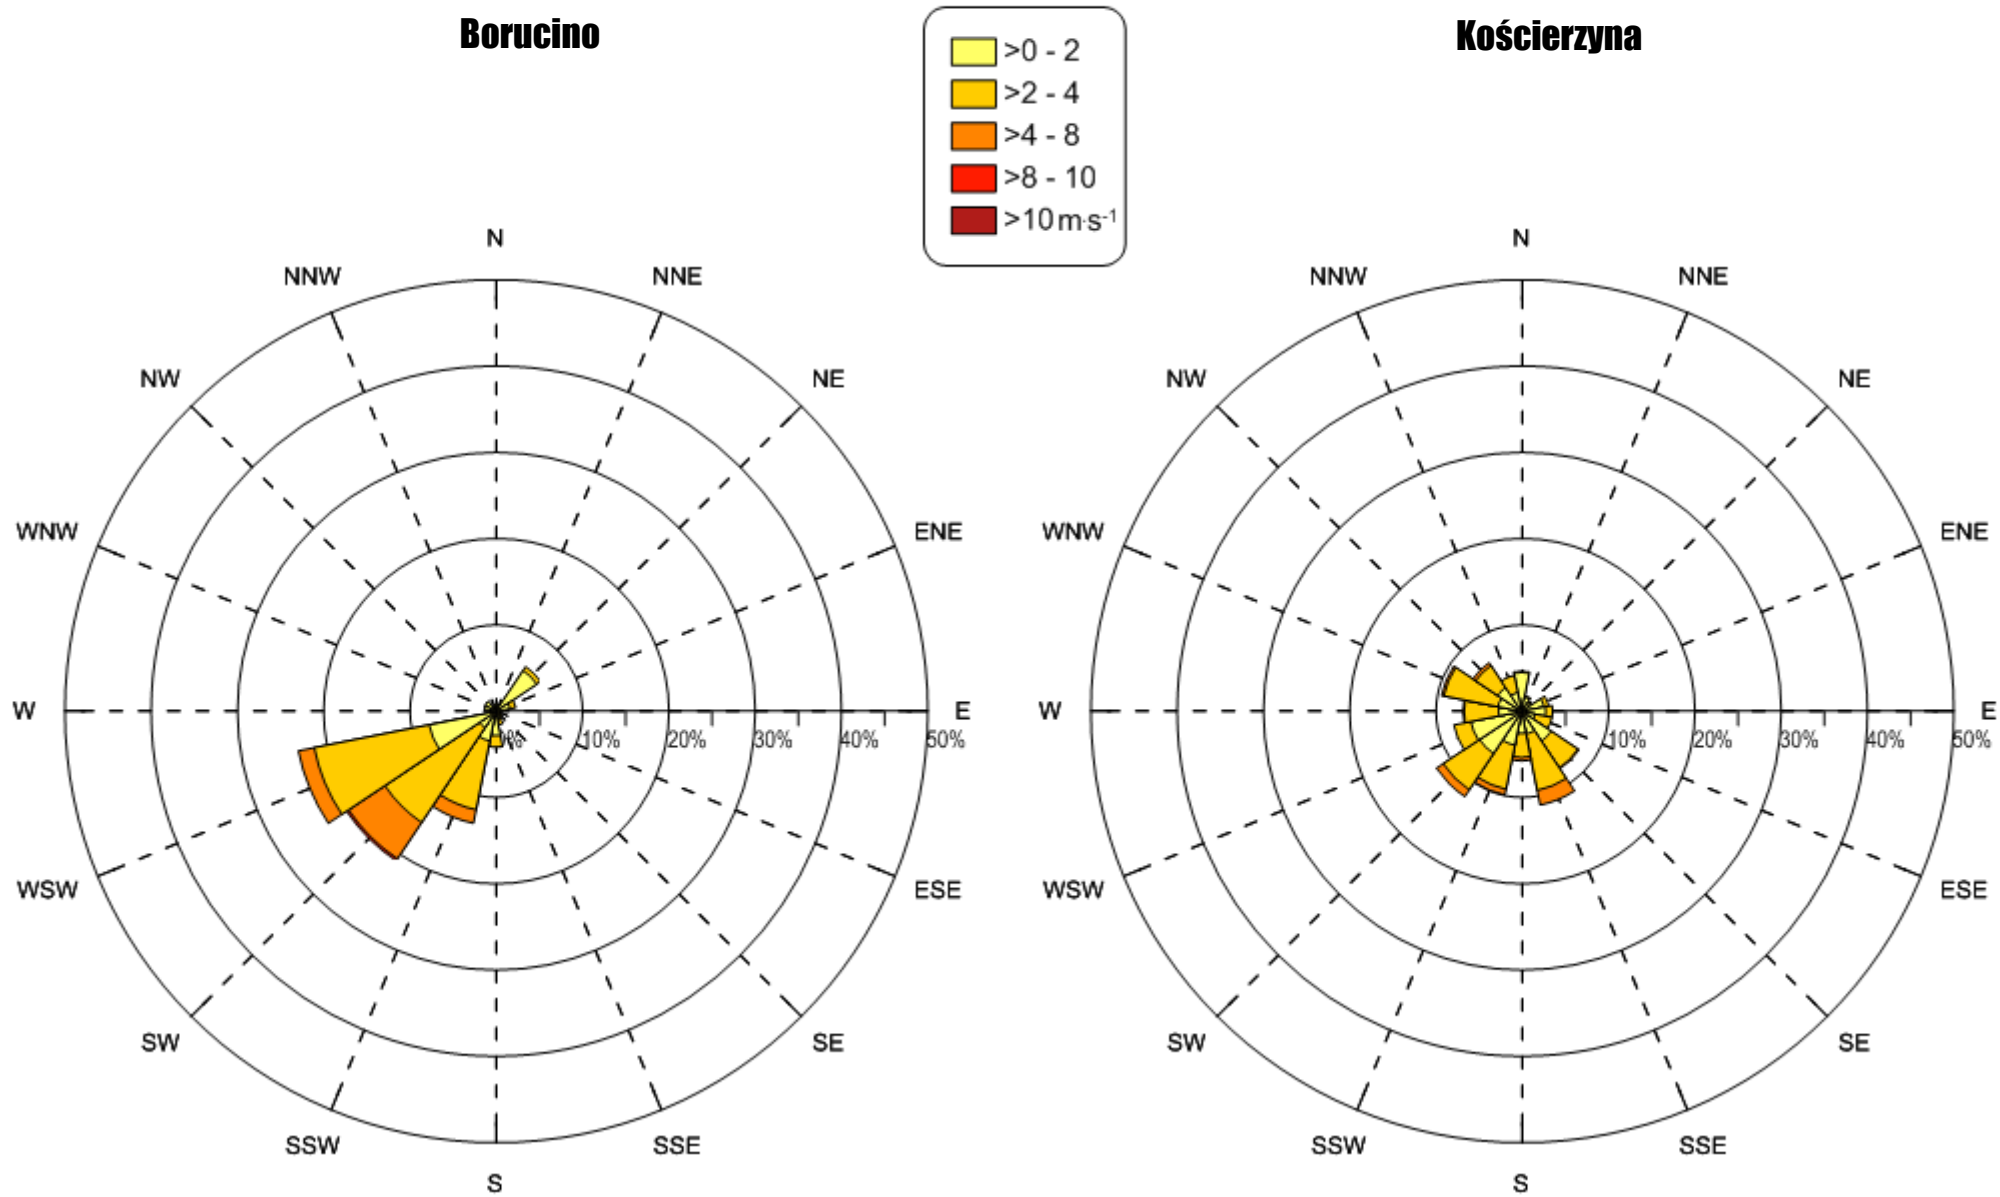 Borucino
Kościerzyna
>0 - 2
>2 - 4
>4 - 8
>8 - 10
>10 m·s⁻¹
N
NNW
NNE
NW
NE
WNW
ENE
W
E
0%
10%
20%
30%
40%
50%
WSW
ESE
SW
SE
SSW
SSE
S
N
NNW
NNE
NW
NE
WNW
ENE
W
E
10%
20%
30%
40%
50%
WSW
ESE
SW
SE
SSW
SSE
S